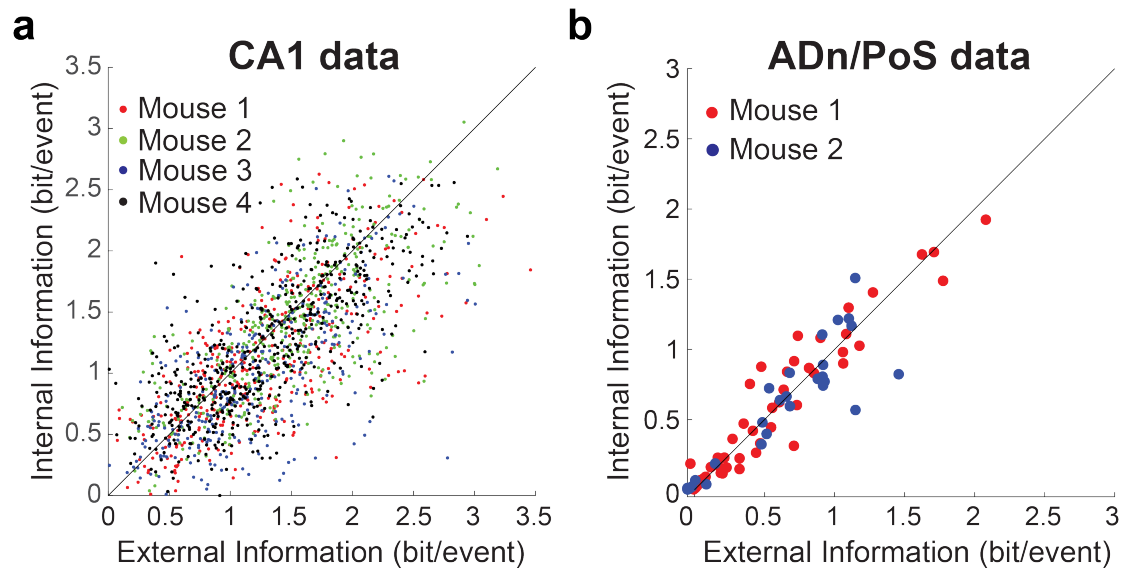 a
CA1 data
Internal Information (bit/event)
3.5
3
2.5
2
1.5
1
0.5
0
Mouse 1
Mouse 2
Mouse 3
Mouse 4
0 0.5 1 1.5 2 2.5 3 3.5
External Information (bit/event)
b
ADn/PoS data
Internal Information (bit/event)
3
2.5
2
1.5
1
0.5
0
Mouse 1
Mouse 2
0 0.5 1 1.5 2 2.5 3
External Information (bit/event)